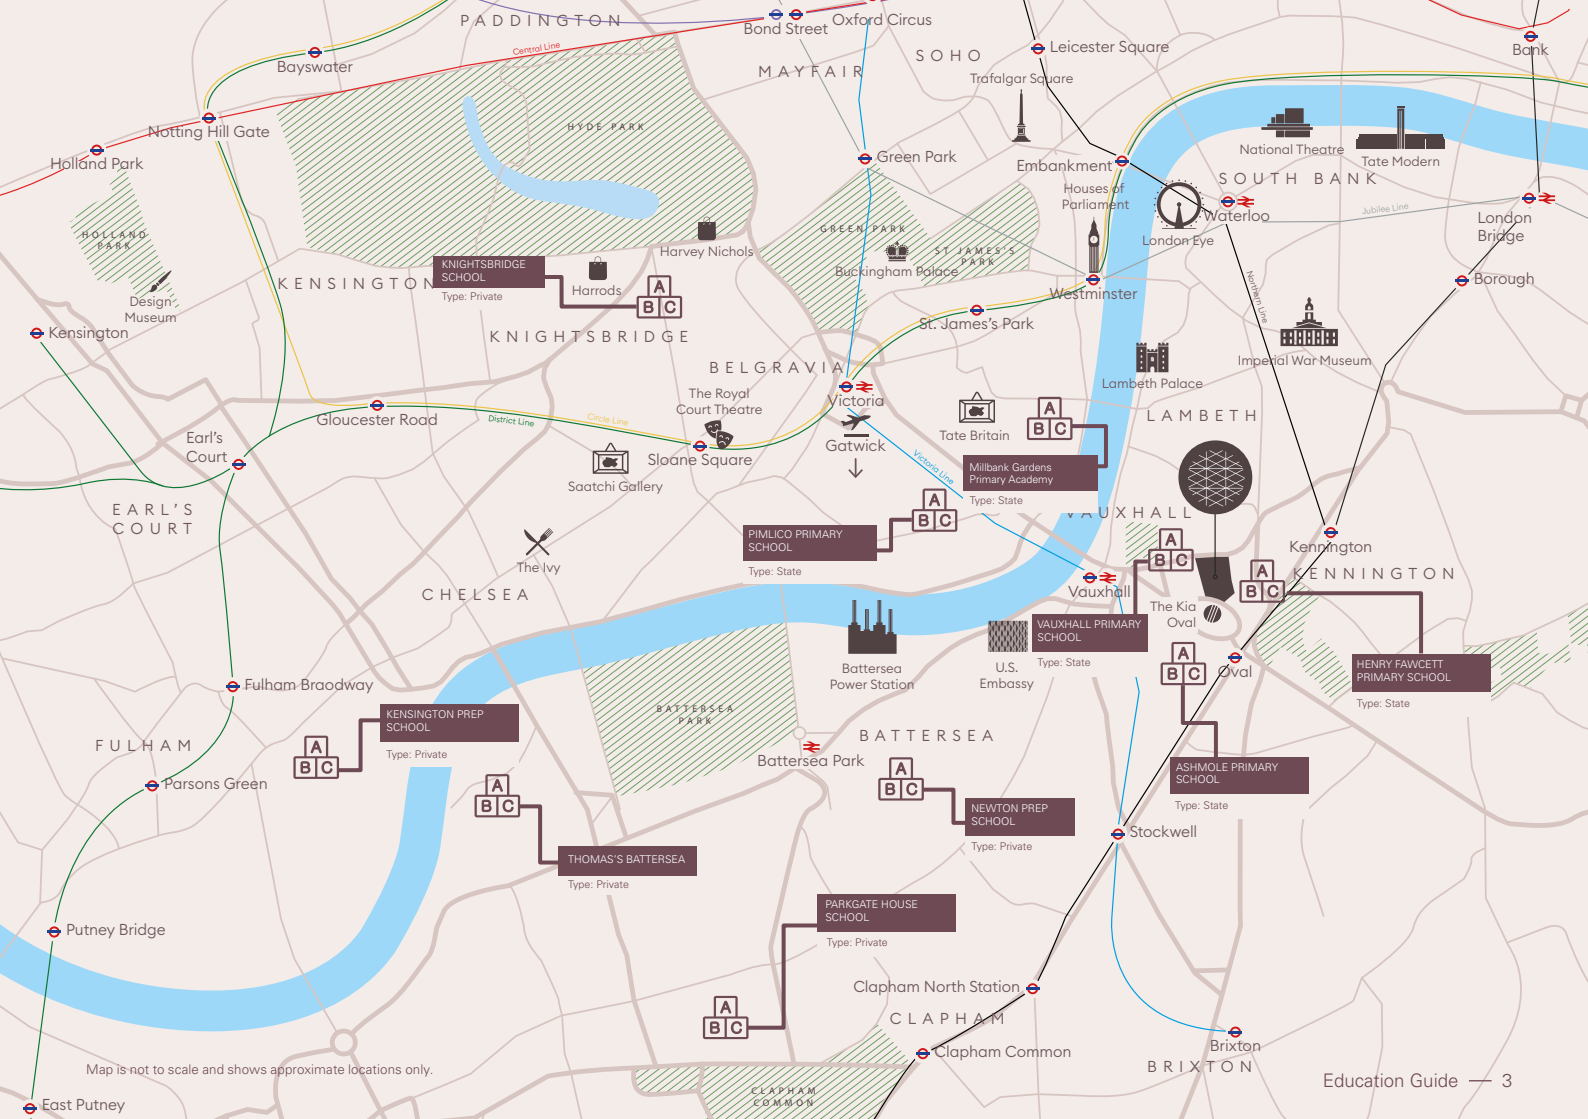 PADDINGTON
Bond Street
Oxford Circus
Central Line
Bayswater
MAYFAIR
SOHO
Leicester Square
Bank
Trafalgar Square
Notting Hill Gate
HYDE PARK
National Theatre
Tate Modern
Holland Park
Green Park
Embankment
SOUTH BANK
Houses of
Parliament
Waterloo
Jubilee Line
London
Bridge
HOLLAND
PARK
GREEN PARK
London Eye
Harvey Nichols
ST JAMES'S
PARK
KNIGHTSBRIDGE
SCHOOL
Type: Private
Buckingham Palace
KENSINGTON
Harrods
Westminster
Northern Line
Borough
Design
Museum
A
B C
St. James's Park
Kensington
KNIGHTSBRIDGE
Imperial War Museum
BELGRAVIA
Lambeth Palace
Victoria
The Royal
Court Theatre
Gloucester Road
District Line
Circle Line
A
B C
LAMBETH
Tate Britain
Earl's
Court
Sloane Square
Gatwick
Saatchi Gallery
Victoria Line
Millbank Gardens
Primary Academy
Type: State
EARL'S
COURT
A
B C
VAUXHALL
PIMLICO PRIMARY
SCHOOL
Type: State
The Ivy
A
B C
Kennington
A
B C
KENNINGTON
CHELSEA
Vauxhall
The Kia
Oval
VAUXHALL PRIMARY
SCHOOL
Type: State
Battersea
Power Station
U.S.
Embassy
A
B C
Oval
HENRY FAWCETT
PRIMARY SCHOOL
Type: State
Fulham Braodway
KENSINGTON PREP
SCHOOL
Type: Private
BATTERSEA
PARK
FULHAM
A
B C
BATTERSEA
Battersea Park
ASHMOLE PRIMARY
SCHOOL
Type: State
Parsons Green
A
B C
A
B C
NEWTON PREP
SCHOOL
Type: Private
Stockwell
THOMAS'S BATTERSEA
Type: Private
PARKGATE HOUSE
SCHOOL
Type: Private
Putney Bridge
Clapham North Station
A
B C
CLAPHAM
Brixton
Clapham Common
BRIXTON
Map is not to scale and shows approximate locations only.
CLAPHAM
COMMON
East Putney
Education Guide — 3